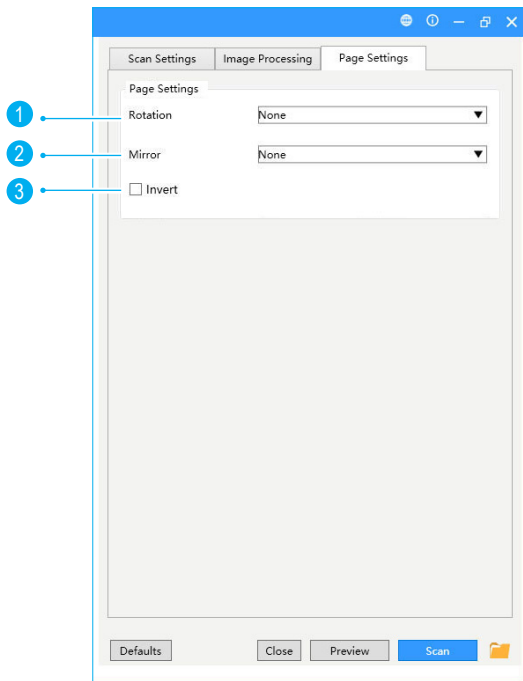 Scan Settings Image Processing Page Settings
Page Settings
1 Rotation None
2 Mirror None
3 Invert
Defaults Close Preview Scan